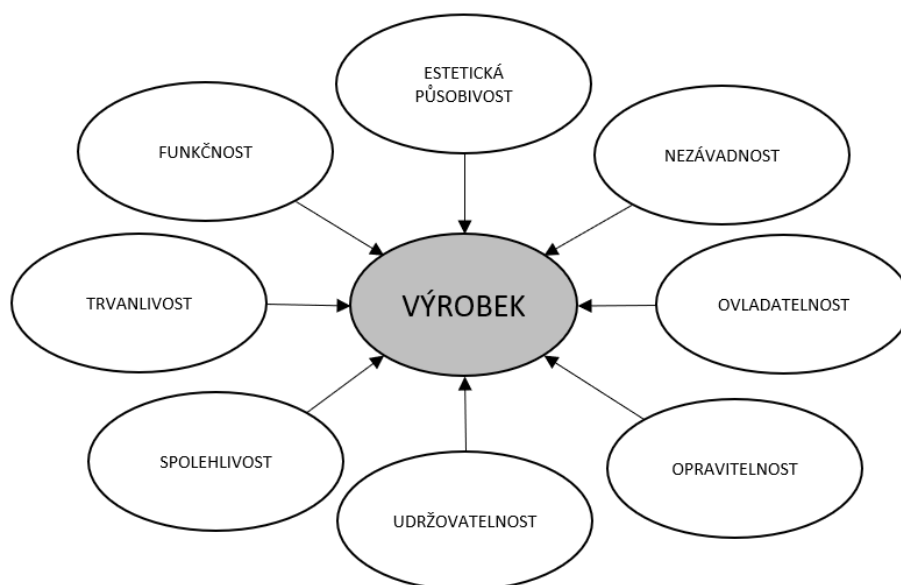 ESTETICKÁ
PŮSOBIVOST
FUNKČNOST
NEZÁVADNOST
TRVANLIVOST
VÝROBEK
OVLADATELNOST
SPOLEHLIVOST
OPRAVITELNOST
UDRŽOVATELNOST